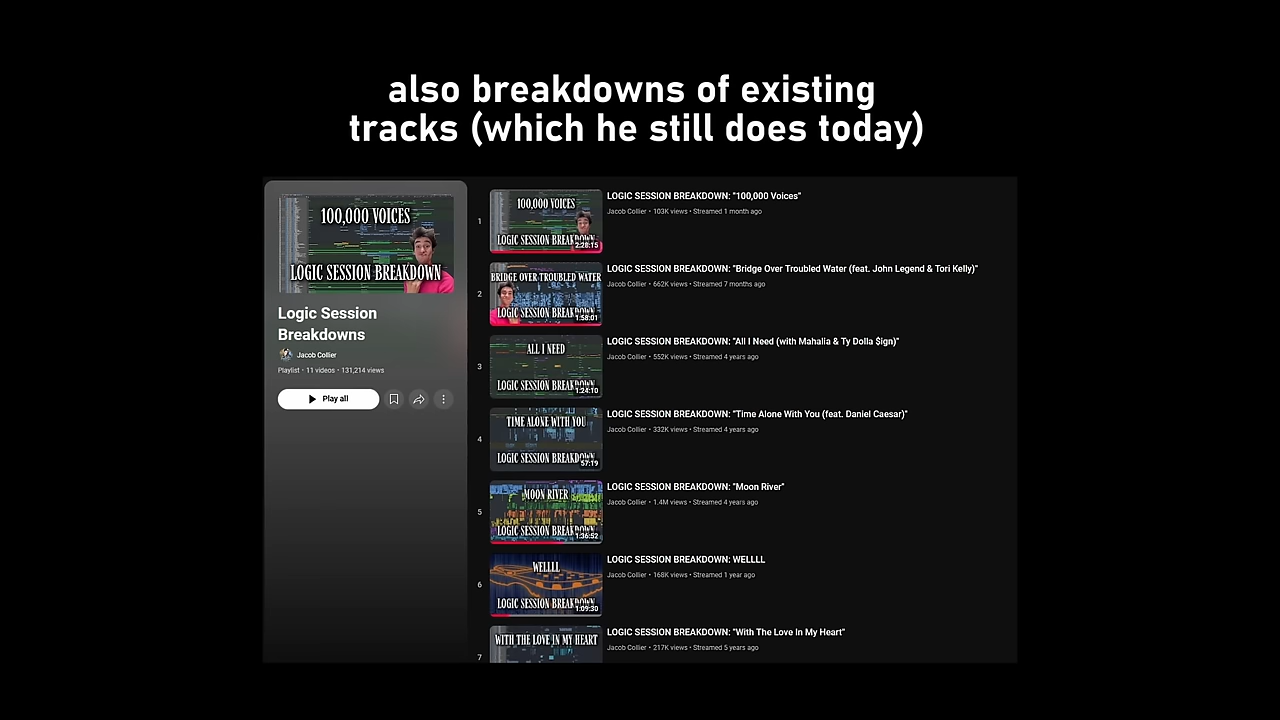 also breakdowns of existing
tracks (which he still does today)
100,000 VOICES
LOGIC SESSION BREAKDOWN
Logic Session
Breakdowns
Jacob Collier
Playlist • 11 videos • 131,214 views
Play all
1
100,000 VOICES
LOGIC SESSION BREAKDOWN
2:28:15
LOGIC SESSION BREAKDOWN: "100,000 Voices"
Jacob Collier • 103K views • Streamed 1 month ago
2
BRIDGE OVER TROUBLED WATER
LOGIC SESSION BREAKDOWN
1:58:01
LOGIC SESSION BREAKDOWN: "Bridge Over Troubled Water (feat. John Legend & Tori Kelly)"
Jacob Collier • 662K views • Streamed 7 months ago
3
ALL I NEED
LOGIC SESSION BREAKDOWN
1:24:10
LOGIC SESSION BREAKDOWN: "All I Need (with Mahalia & Ty Dolla $ign)"
Jacob Collier • 552K views • Streamed 4 years ago
4
TIME ALONE WITH YOU
LOGIC SESSION BREAKDOWN
57:19
LOGIC SESSION BREAKDOWN: "Time Alone With You (feat. Daniel Caesar)"
Jacob Collier • 332K views • Streamed 4 years ago
5
MOON RIVER
LOGIC SESSION BREAKDOWN
1:36:52
LOGIC SESSION BREAKDOWN: "Moon River"
Jacob Collier • 1.4M views • Streamed 4 years ago
6
WELLLL
LOGIC SESSION BREAKDOWN
1:09:30
LOGIC SESSION BREAKDOWN: WELLLL
Jacob Collier • 168K views • Streamed 1 year ago
7
WITH THE LOVE IN MY HEART
LOGIC SESSION BREAKDOWN: "With The Love In My Heart"
Jacob Collier • 217K views • Streamed 5 years ago